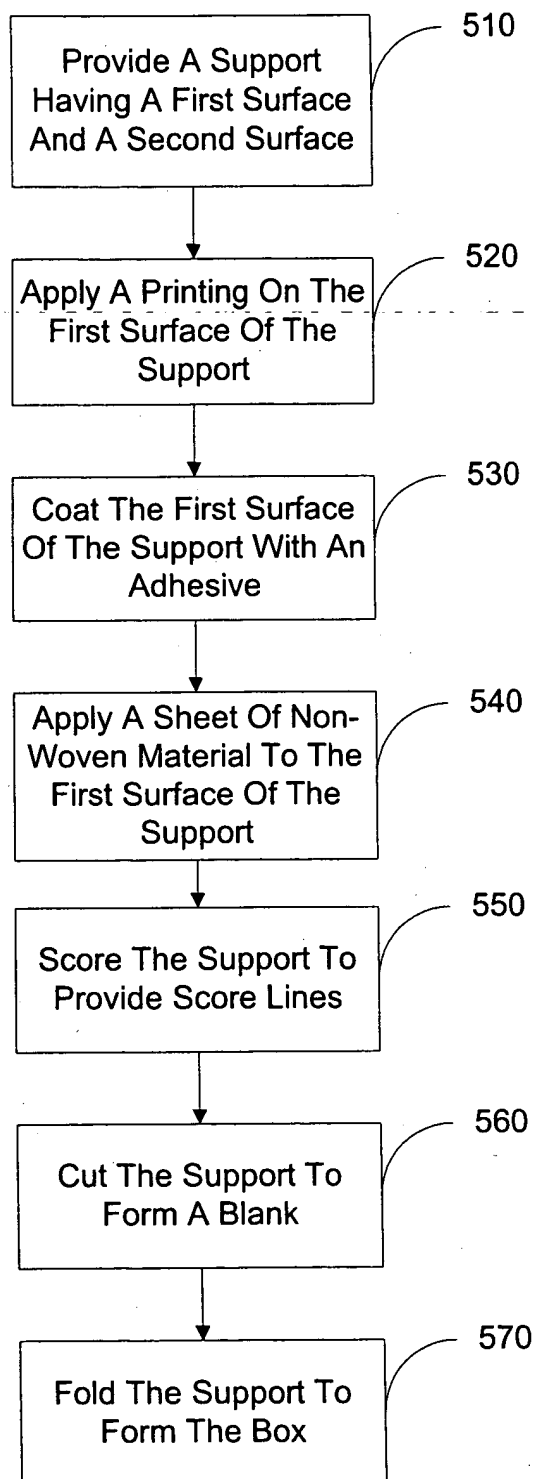 510
Provide A Support
Having A First Surface
And A Second Surface
520
Apply A Printing On The
First Surface Of The
Support
530
Coat The First Surface
Of The Support With An
Adhesive
540
Apply A Sheet Of Non-
Woven Material To The
First Surface Of The
Support
550
Score The Support To
Provide Score Lines
560
Cut The Support To
Form A Blank
570
Fold The Support To
Form The Box